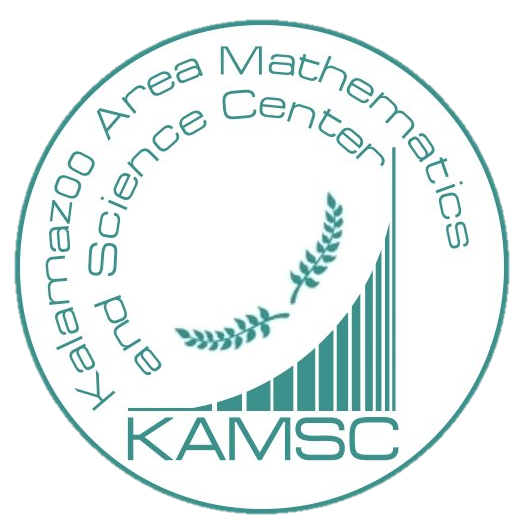 Kalamazoo Area Mathematics
and Science Center
KAMSC